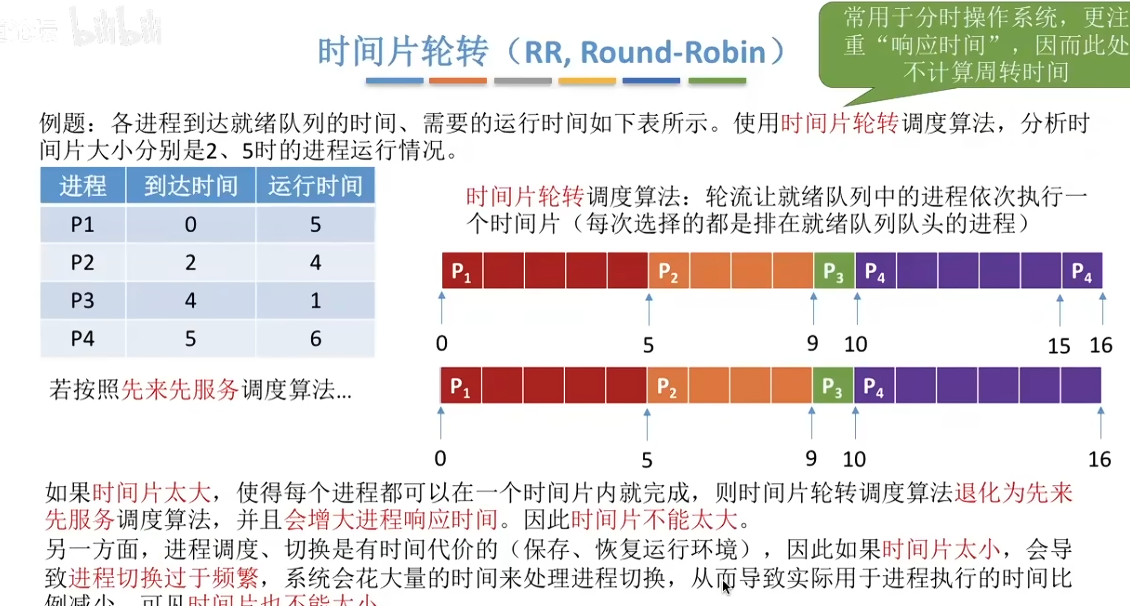 bilibili
常用于分时操作系统，更注
重“响应时间”，因而此处
不计算周转时间
时间片轮转（RR, Round-Robin）
例题：各进程到达就绪队列的时间、需要的运行时间如下表所示。使用时间片轮转调度算法，分析时
间片大小分别是2、5时的进程运行情况。
进程 到达时间 运行时间
P1 0 5
P2 2 4
P3 4 1
P4 5 6
时间片轮转调度算法：轮流让就绪队列中的进程依次执行一
个时间片（每次选择的都是排在就绪队列队头的进程）
P1 P2 P3 P4 P4
0 5 9 10 15 16
若按照先来先服务调度算法…
P1 P2 P3 P4
0 5 9 10 16
如果时间片太大，使得每个进程都可以在一个时间片内就完成，则时间片轮转调度算法退化为先来
先服务调度算法，并且会增大进程响应时间。因此时间片不能太大。
另一方面，进程调度、切换是有时间代价的（保存、恢复运行环境），因此如果时间片太小，会导
致进程切换过于频繁，系统会花大量的时间来处理进程切换，从而导致实际用于进程执行的时间比
例减少。可见时间片也不能太小